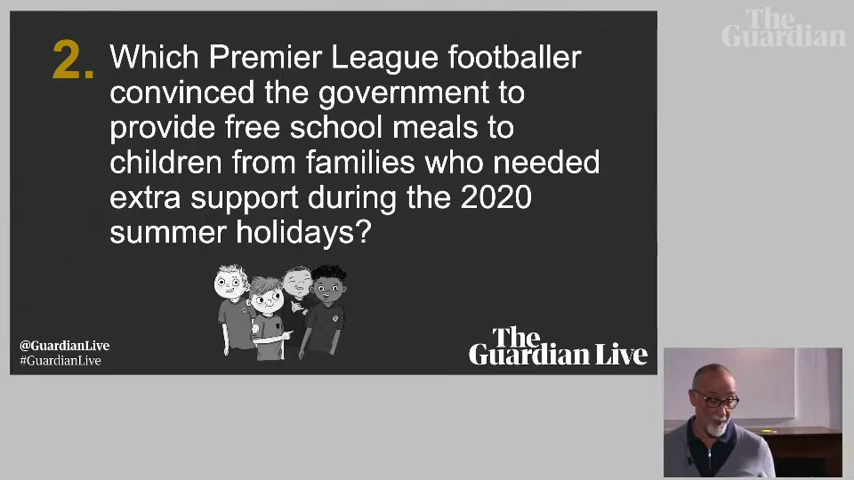 The
Guardian
2. Which Premier League footballer
convinced the government to
provide free school meals to
children from families who needed
extra support during the 2020
summer holidays?
@GuardianLive
#GuardianLive
The
Guardian Live